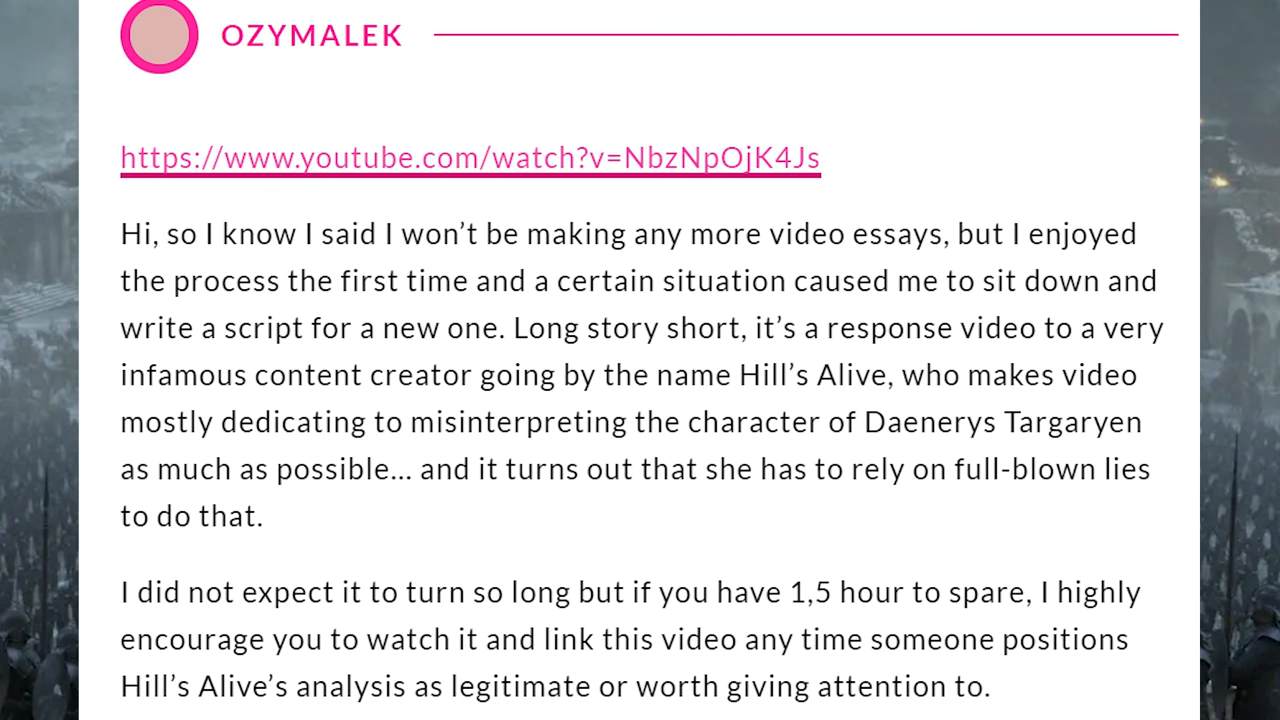 OZYMALEK
https://www.youtube.com/watch?v=NbzNpOjK4Js
Hi, so I know I said I won’t be making any more video essays, but I enjoyed
the process the first time and a certain situation caused me to sit down and
write a script for a new one. Long story short, it’s a response video to a very
infamous content creator going by the name Hill’s Alive, who makes video
mostly dedicating to misinterpreting the character of Daenerys Targaryen
as much as possible... and it turns out that she has to rely on full-blown lies
to do that.
I did not expect it to turn so long but if you have 1,5 hour to spare, I highly
encourage you to watch it and link this video any time someone positions
Hill’s Alive’s analysis as legitimate or worth giving attention to.